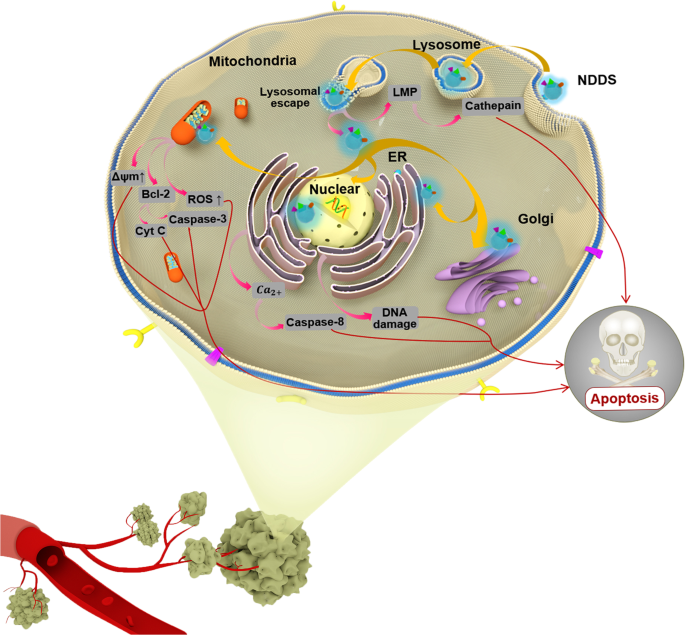 Lysosome
Mitochondria
NDDS
Lysosomal
escape
LMP
Cathepain
ER
Δψm↑
Nuclear
Bcl-2
ROS ↑
Caspase-3
Golgi
Cyt C
Ca2+
Caspase-8
DNA
damage
Apoptosis